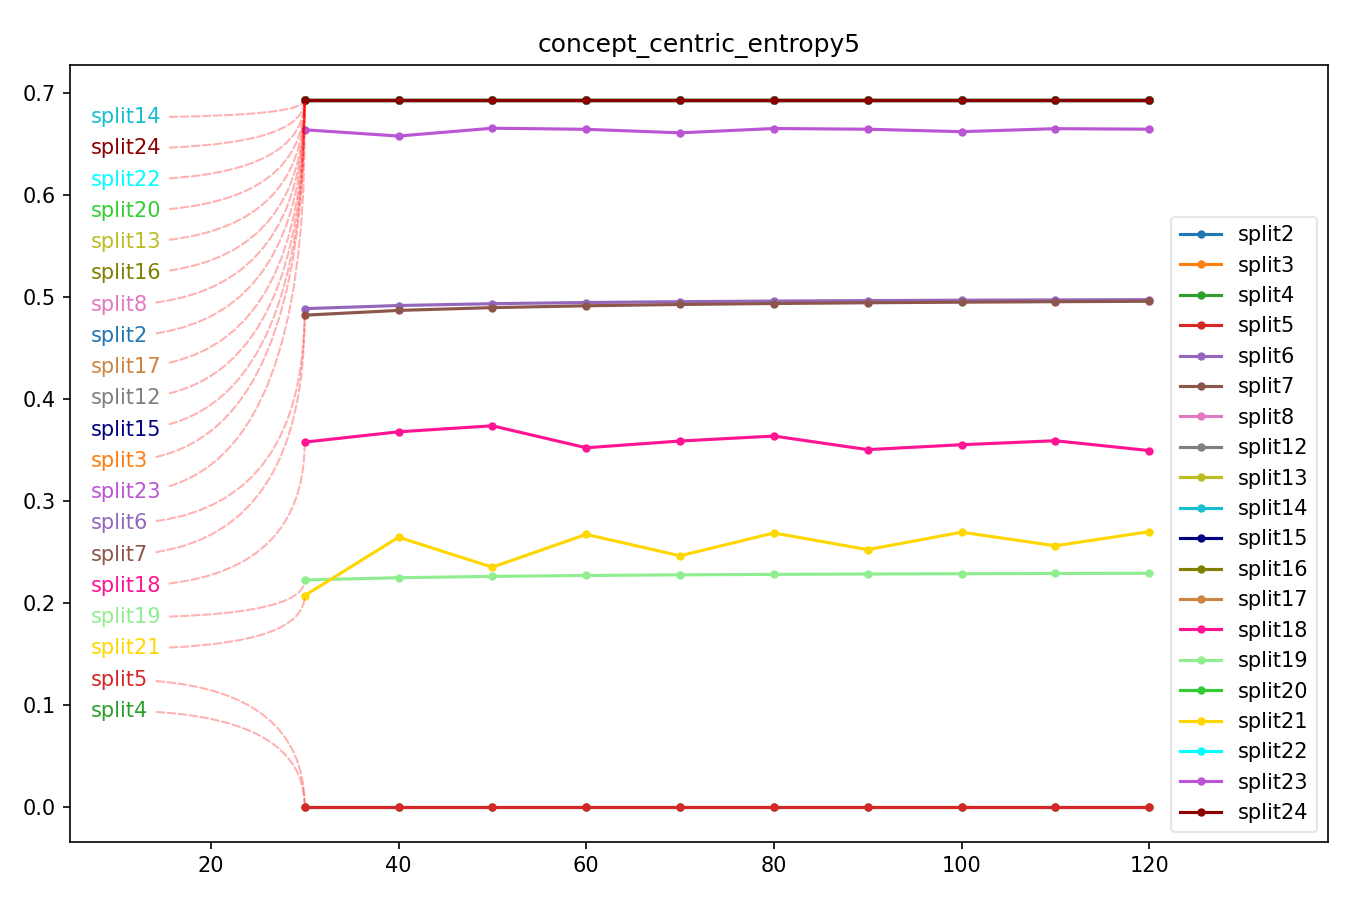 concept_centric_entropy5
0.7
0.6
0.5
0.4
0.3
0.2
0.1
0.0
split14
split24
split22
split20
split13
split16
split8
split2
split17
split12
split15
split3
split23
split6
split7
split18
split19
split21
split5
split4
split2
split3
split4
split5
split6
split7
split8
split12
split13
split14
split15
split16
split17
split18
split19
split20
split21
split22
split23
split24
20 40 60 80 100 120